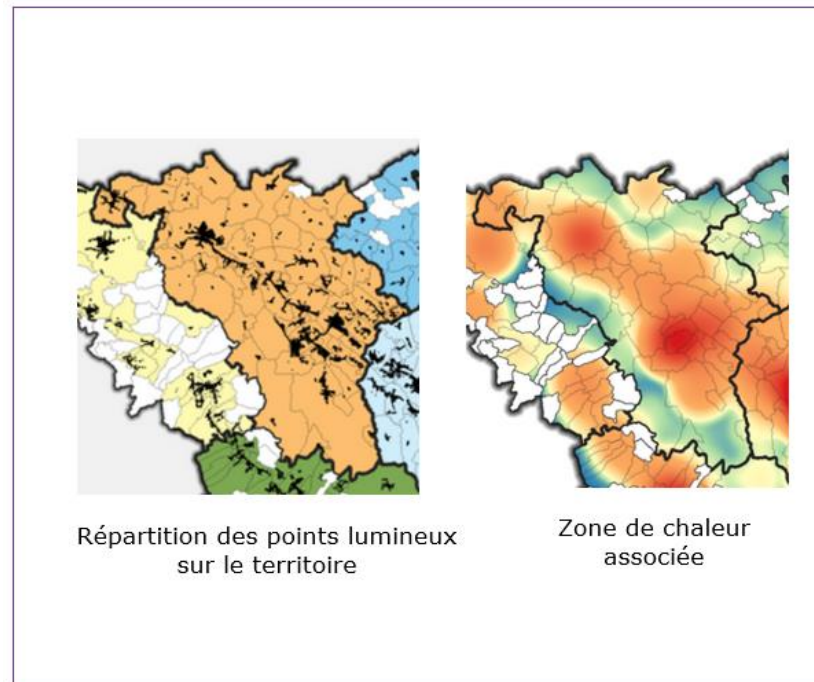 Répartition des points lumineux
sur le territoire
Zone de chaleur
associée